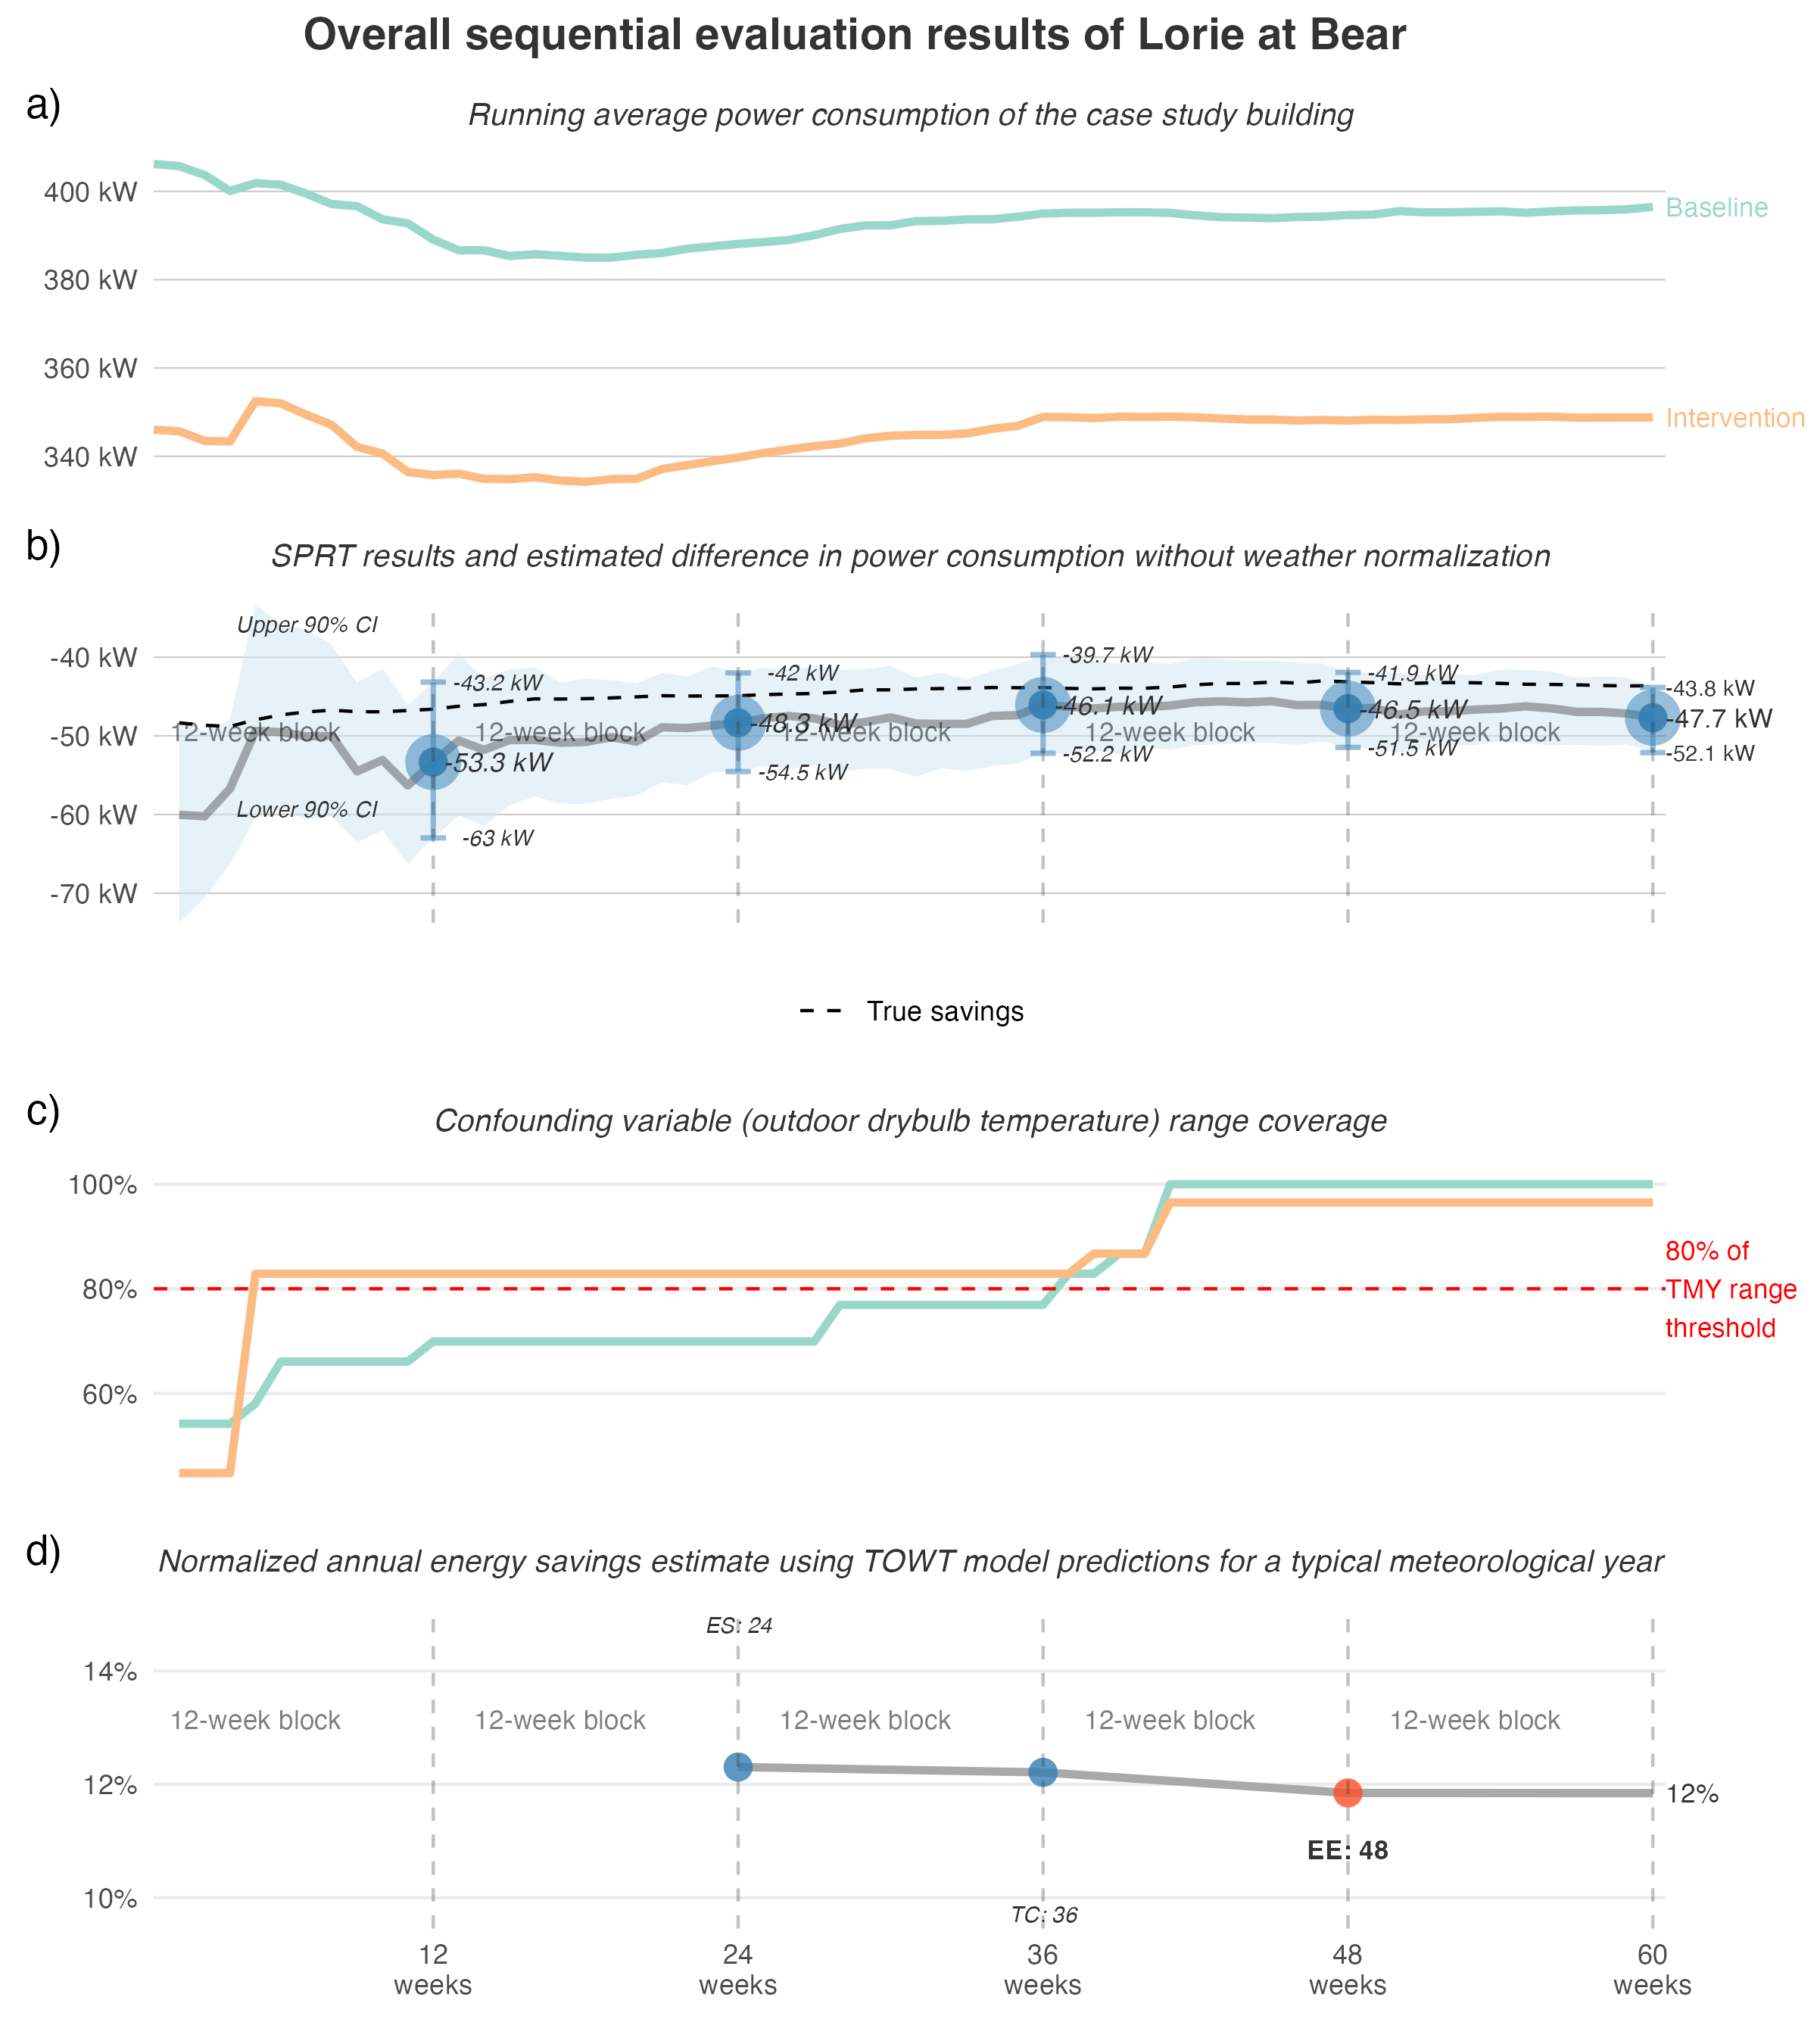 Overall sequential evaluation results of Lorie at Bear
a)
Running average power consumption of the case study building
400 kW
380 kW
360 kW
340 kW
Baseline
Intervention
b)
SPRT results and estimated difference in power consumption without weather normalization
-40 kW
-50 kW
-60 kW
-70 kW
Upper 90% CI
Lower 90% CI
12-week block
12-week block
12-week block
12-week block
12-week block
-43.2 kW
-53.3 kW
-63 kW
-42 kW
-48.3 kW
-54.5 kW
-39.7 kW
-46.1 kW
-52.2 kW
-41.9 kW
-46.5 kW
-51.5 kW
-43.8 kW
-47.7 kW
-52.1 kW
True savings
c)
Confounding variable (outdoor drybulb temperature) range coverage
100%
80%
60%
80% of
TMY range
threshold
d)
Normalized annual energy savings estimate using TOWT model predictions for a typical meteorological year
14%
12%
10%
ES: 24
12-week block
12-week block
12-week block
12-week block
12-week block
12%
EE: 48
TC: 36
12
weeks
24
weeks
36
weeks
48
weeks
60
weeks